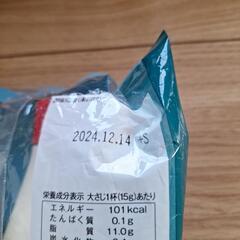 2024.12.14 +S
栄養成分表示 大さじ1杯(15g)あたり
エネルギー 101kcal
たんぱく質 0.1g
脂質 11.0g